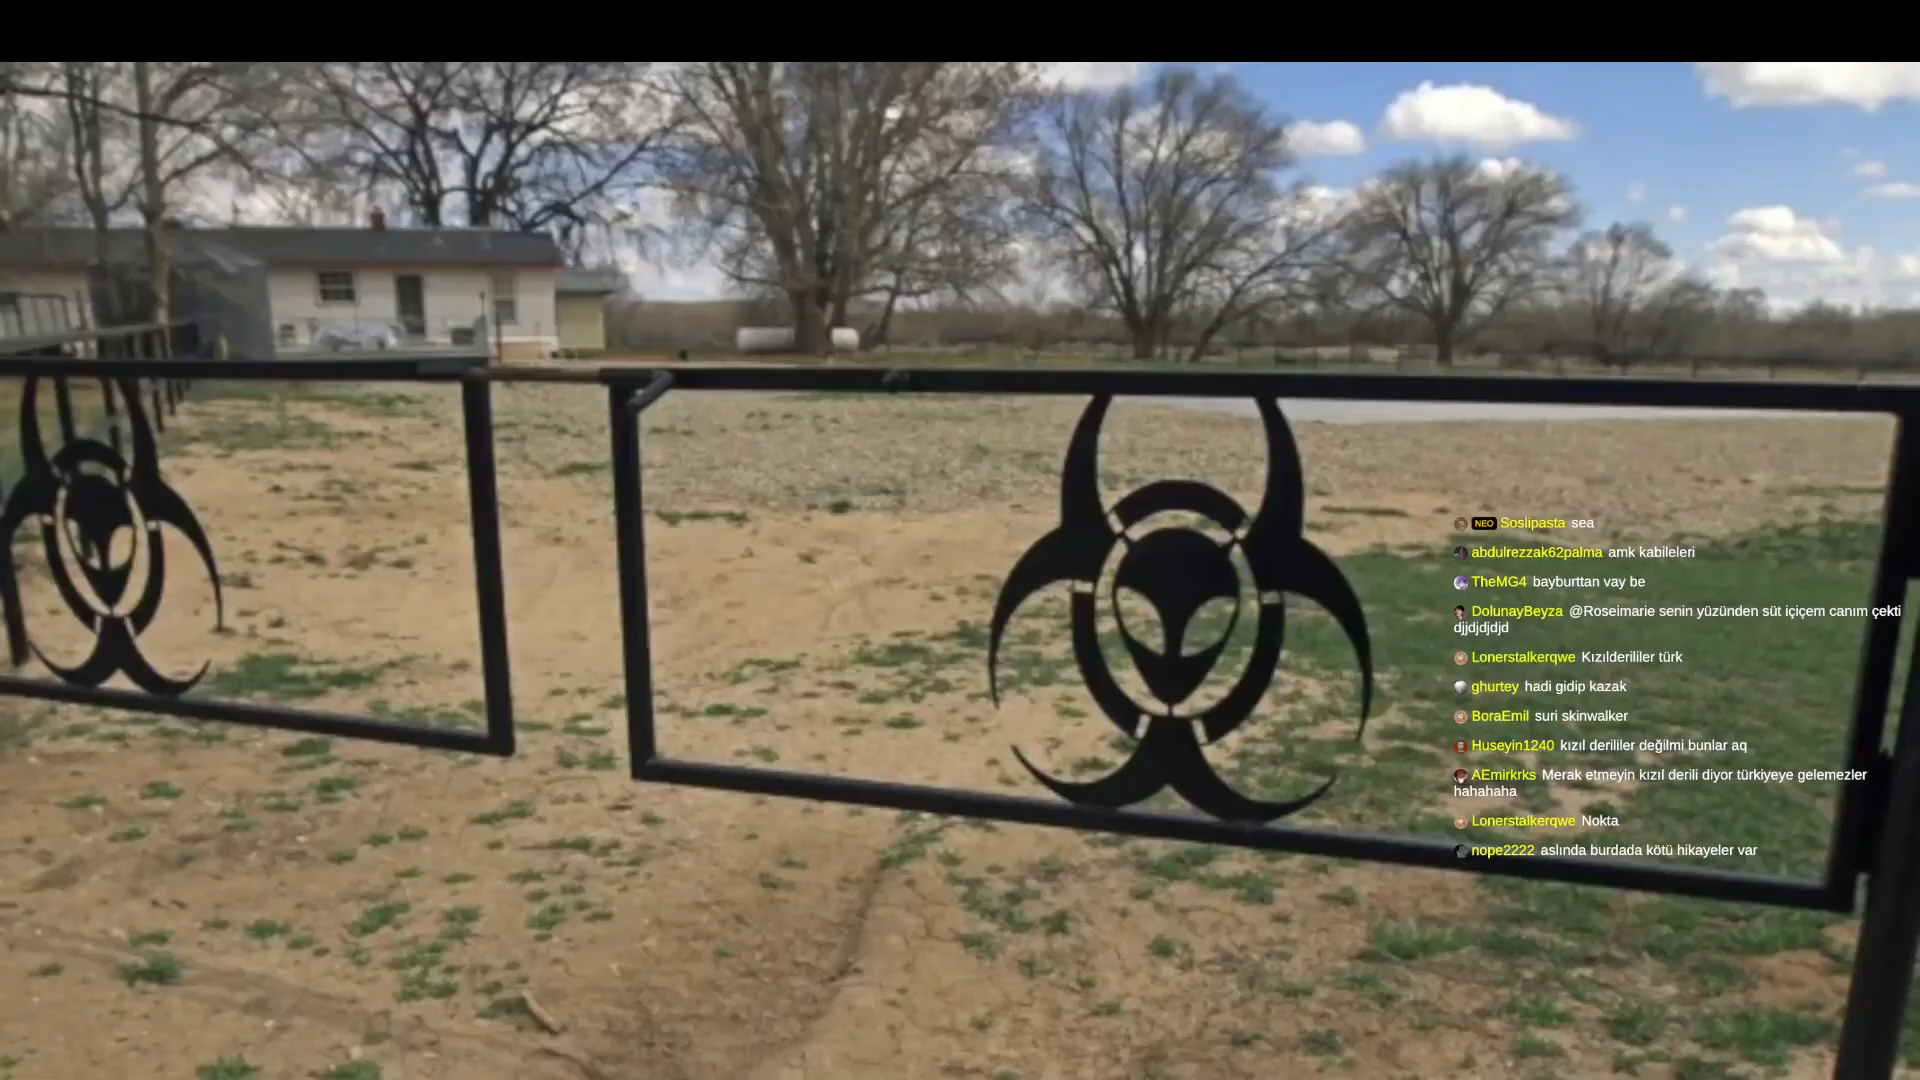 NEO Soslipasta sea
abdulrezzak62palma amk kabileleri
TheMG4 bayburttan vay be
DolunayBeyza @Roseimarie senin yüzünden süt içiçem canım çekti
djjdjdjdjd
Lonerstalkerqwe Kızılderililer türk
ghurtey hadi gidip kazak
BoraEmil suri skinwalker
Huseyin1240 kızıl derililer değilmi bunlar aq
AEmirkrks Merak etmeyin kızıl derili diyor türkiyeye gelemezler
hahahaha
Lonerstalkerqwe Nokta
nope2222 aslında burdada kötü hikayeler var